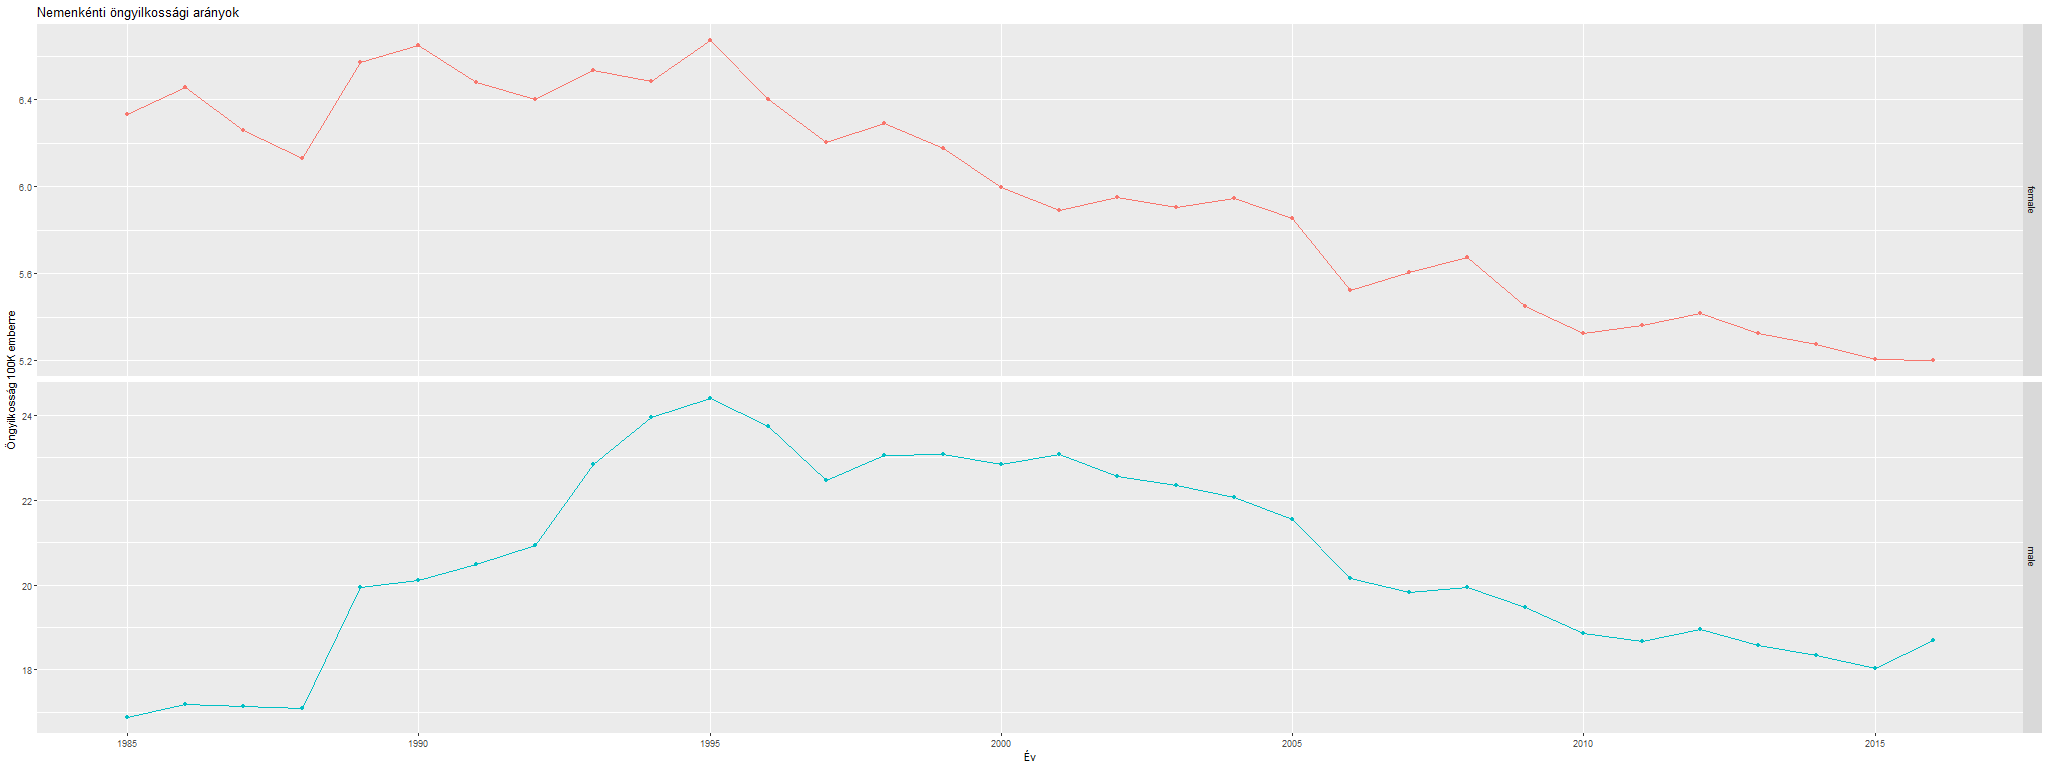 Nemenkénti öngyilkossági arányok
Öngyilkosság 100K emberre
6.4
6.0
5.6
5.2
female
24
22
20
18
male
1985 1990 1995 2000 2005 2010 2015
Év